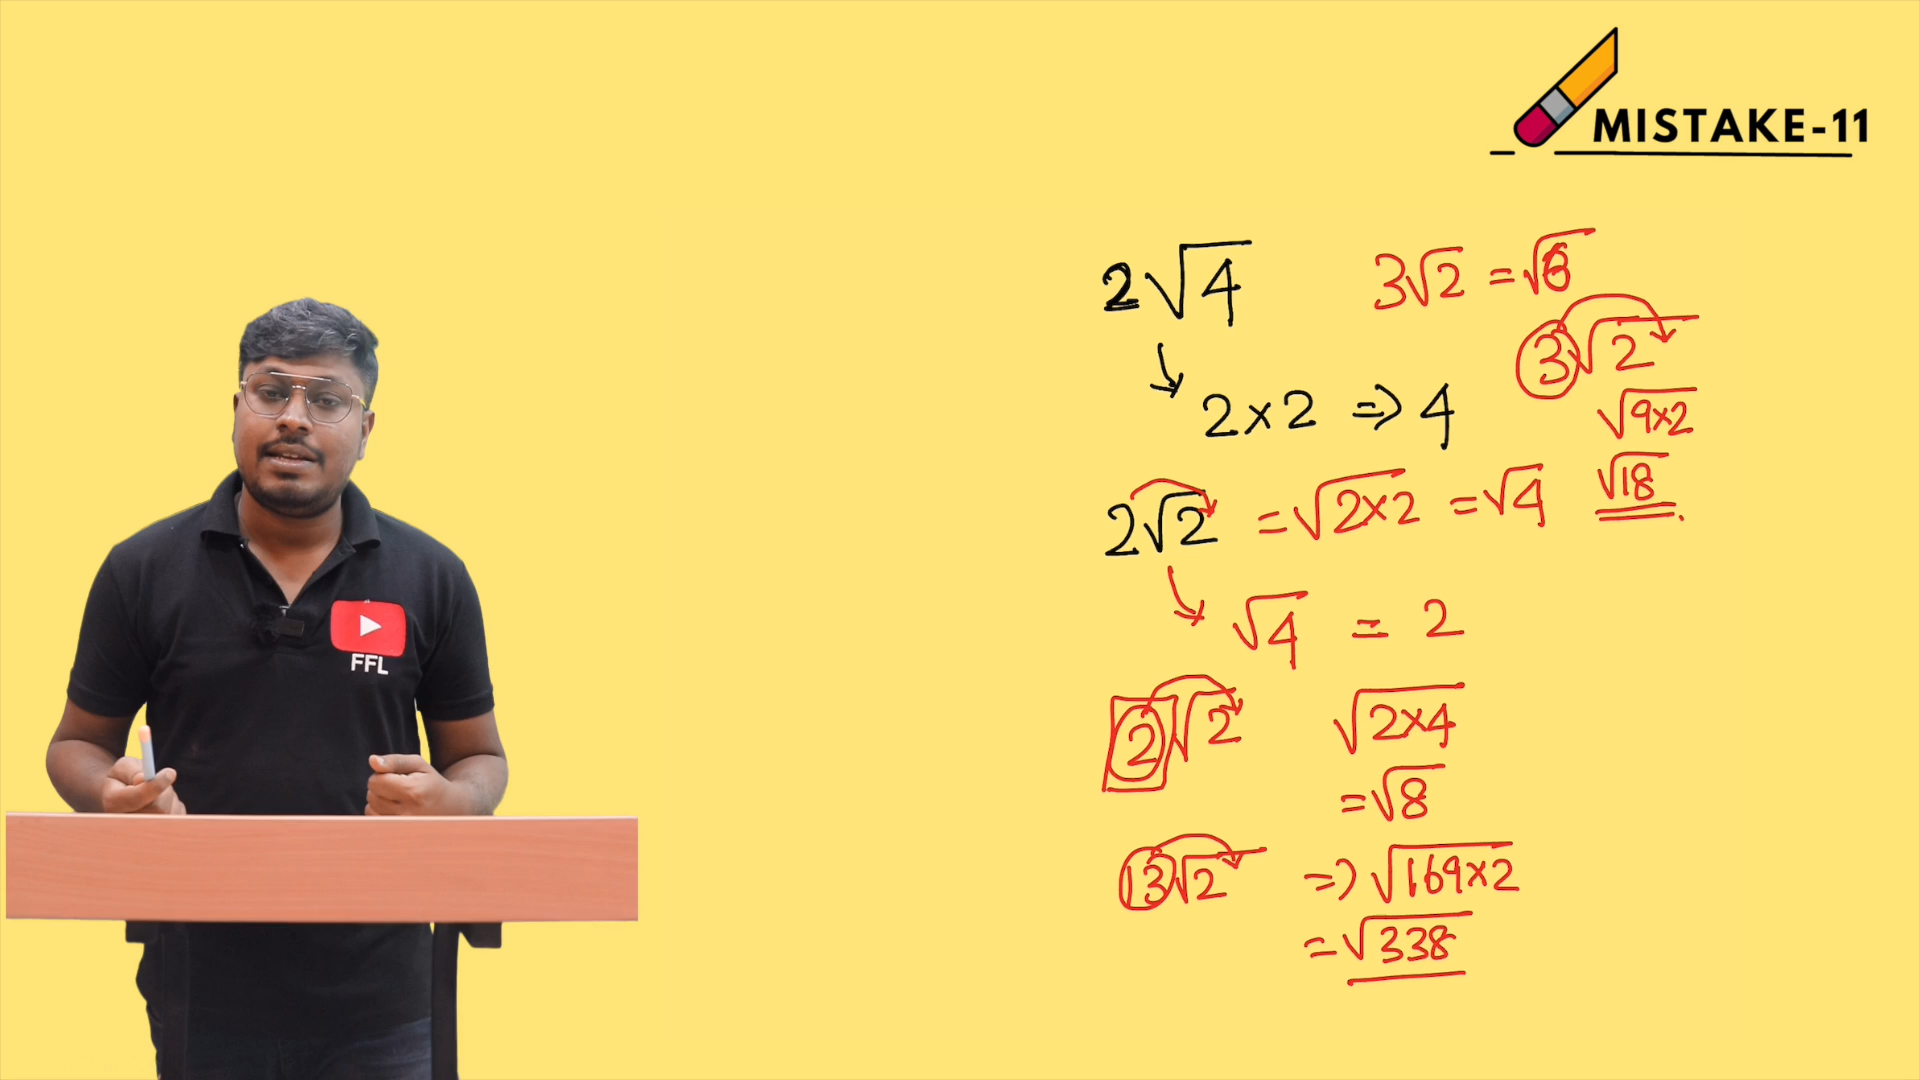 MISTAKE-11
2√4
3√2 = √6
3√2
2×2 ⇒ 4
√9×2
√18
2√2 = √2×2 = √4
√4 = 2
FFL
2√2
√2×4
= √8
13√2 ⇒ √169×2
= √338